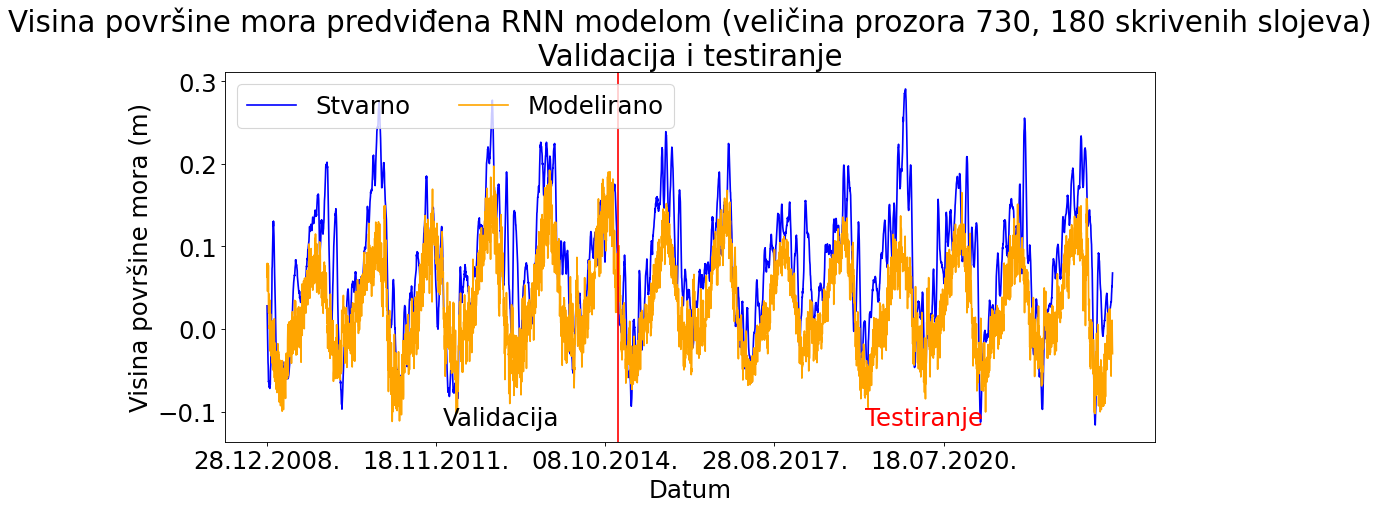 Visina površine mora predviđena RNN modelom (veličina prozora 730, 180 skrivenih slojeva)
Validacija i testiranje
Stvarno
Modelirano
Visina površine mora (m)
0.3
0.2
0.1
0.0
−0.1
Validacija
Testiranje
28.12.2008.
18.11.2011.
08.10.2014.
28.08.2017.
18.07.2020.
Datum